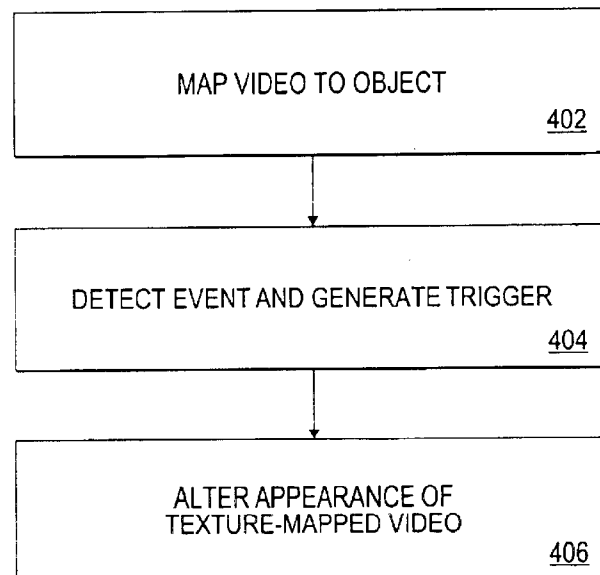 MAP VIDEO TO OBJECT
402
DETECT EVENT AND GENERATE TRIGGER
404
ALTER APPEARANCE OF
TEXTURE-MAPPED VIDEO
406